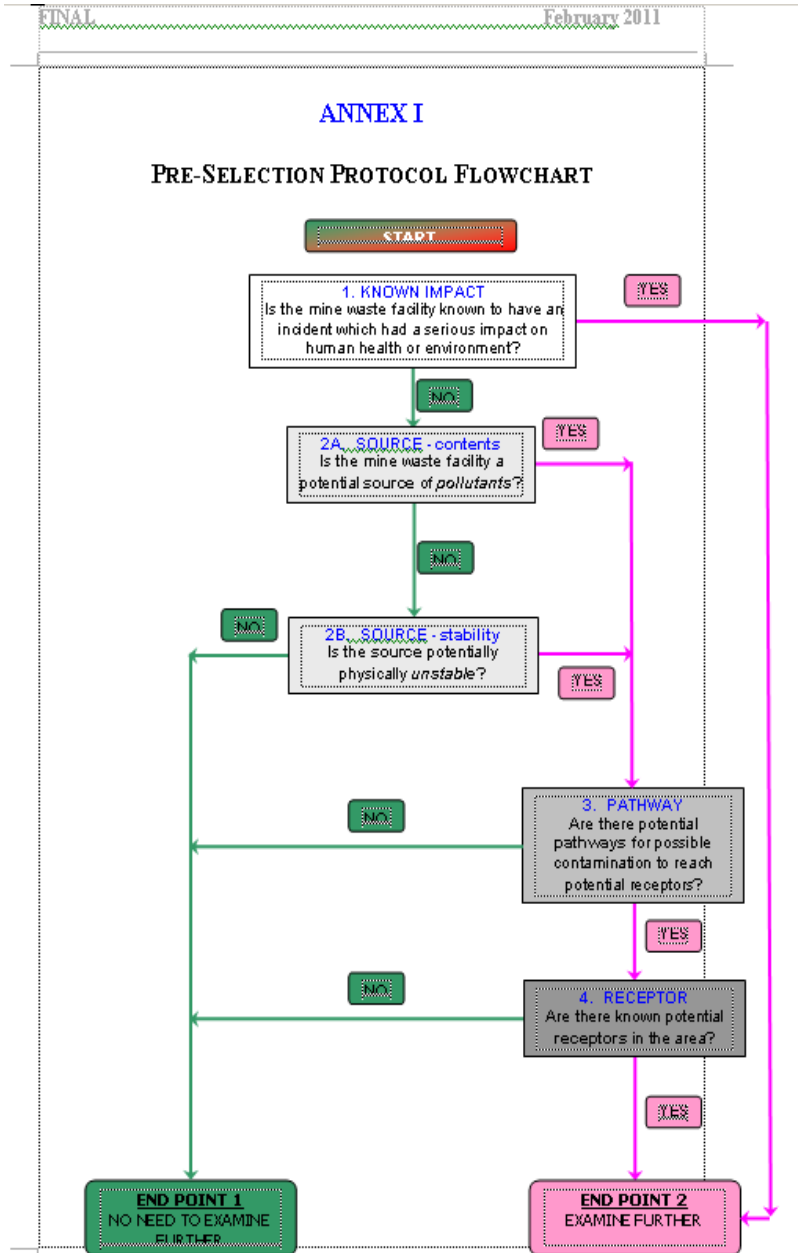 FINAL February 2011
ANNEX I
PRE-SELECTION PROTOCOL FLOWCHART
START
1. KNOWN IMPACT
Is the mine waste facility known to have an
incident which had a serious impact on
human health or environment?
YES
NO
2A. SOURCE - contents
Is the mine waste facility a
potential source of pollutants?
YES
NO
NO
2B. SOURCE - stability
Is the source potentially
physically unstable?
YES
3. PATHWAY
Are there potential
pathways for possible
contamination to reach
potential receptors?
NO
YES
4. RECEPTOR
Are there known potential
receptors in the area?
NO
YES
END POINT 1
NO NEED TO EXAMINE
FURTHER
END POINT 2
EXAMINE FURTHER